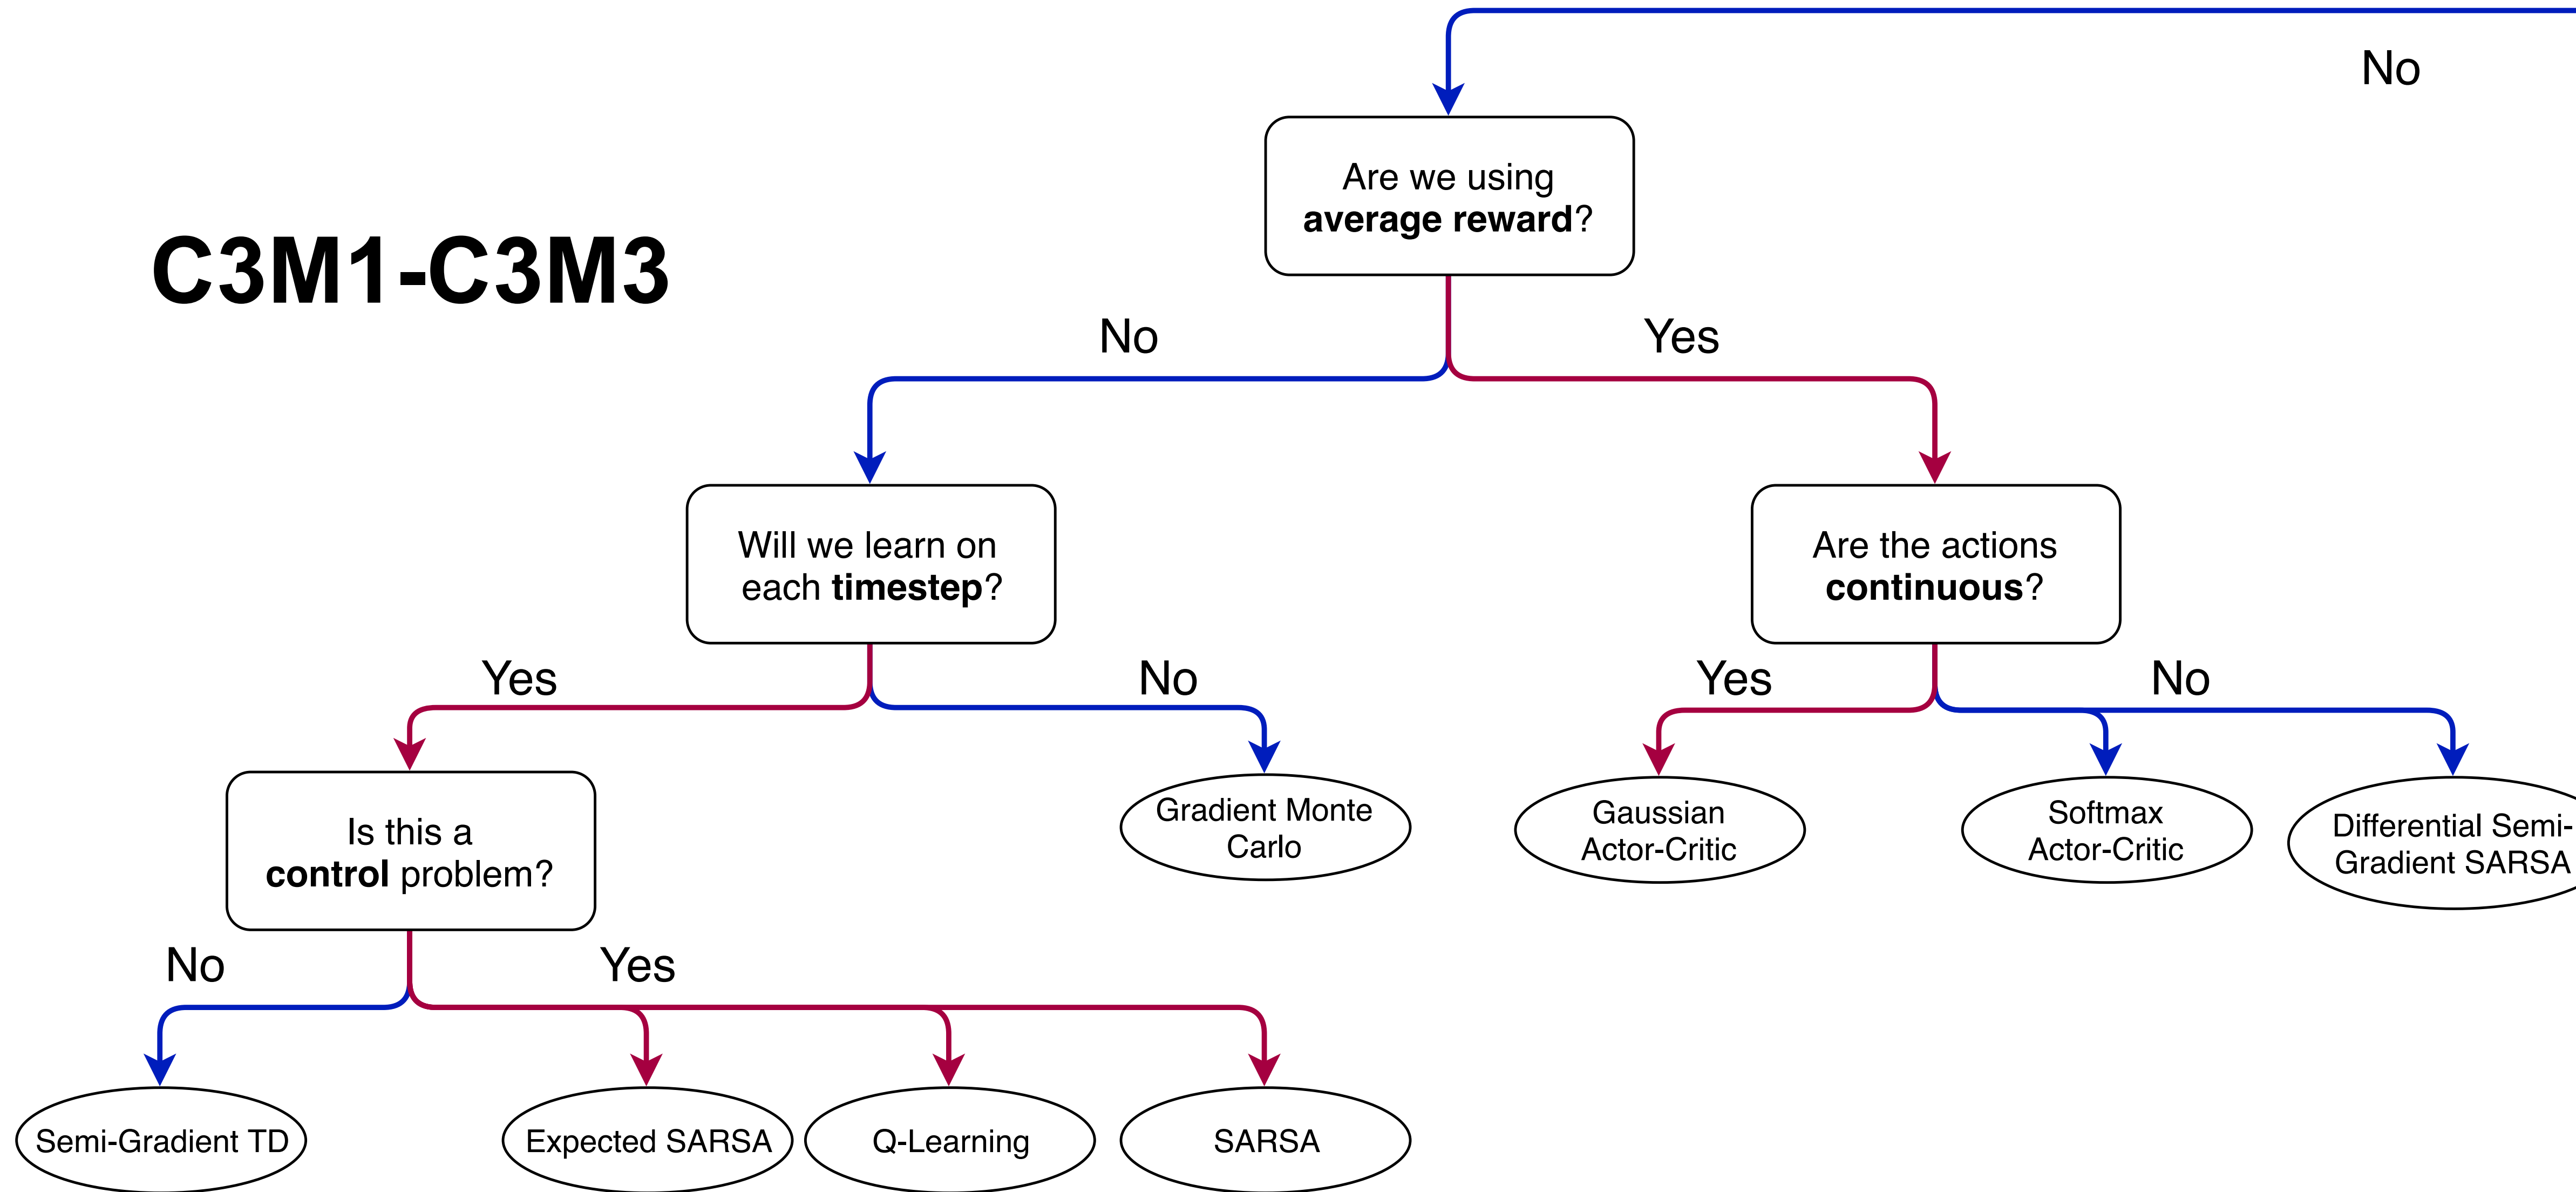 No
Are we using
average reward?
C3M1-C3M3
No
Yes
Will we learn on
each timestep?
Are the actions
continuous?
Yes
No
Yes
No
Is this a
control problem?
Gradient Monte
Carlo
Gaussian
Actor-Critic
Softmax
Actor-Critic
Differential Semi-
Gradient SARSA
No
Yes
Semi-Gradient TD
Expected SARSA
Q-Learning
SARSA